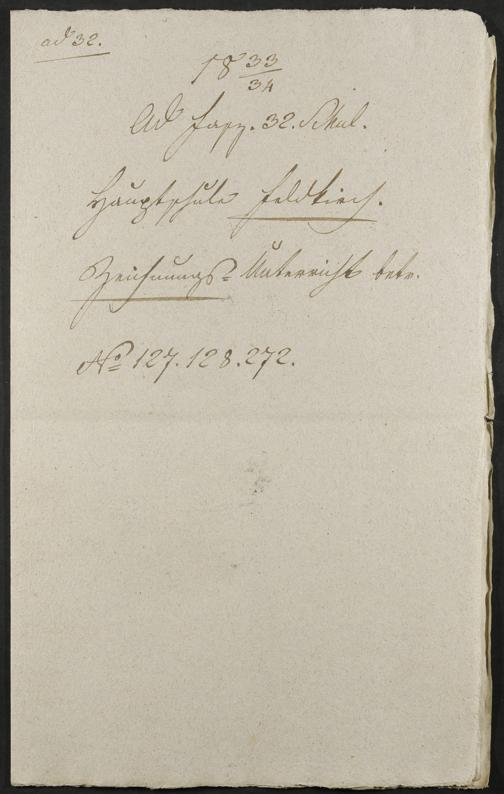 ad 32.
18 33/34
Ad Fasz. 32. Schul.
Hauptschule Feldkirch.
Zeichnungs-Unterricht betr.
No 127. 128. 272.